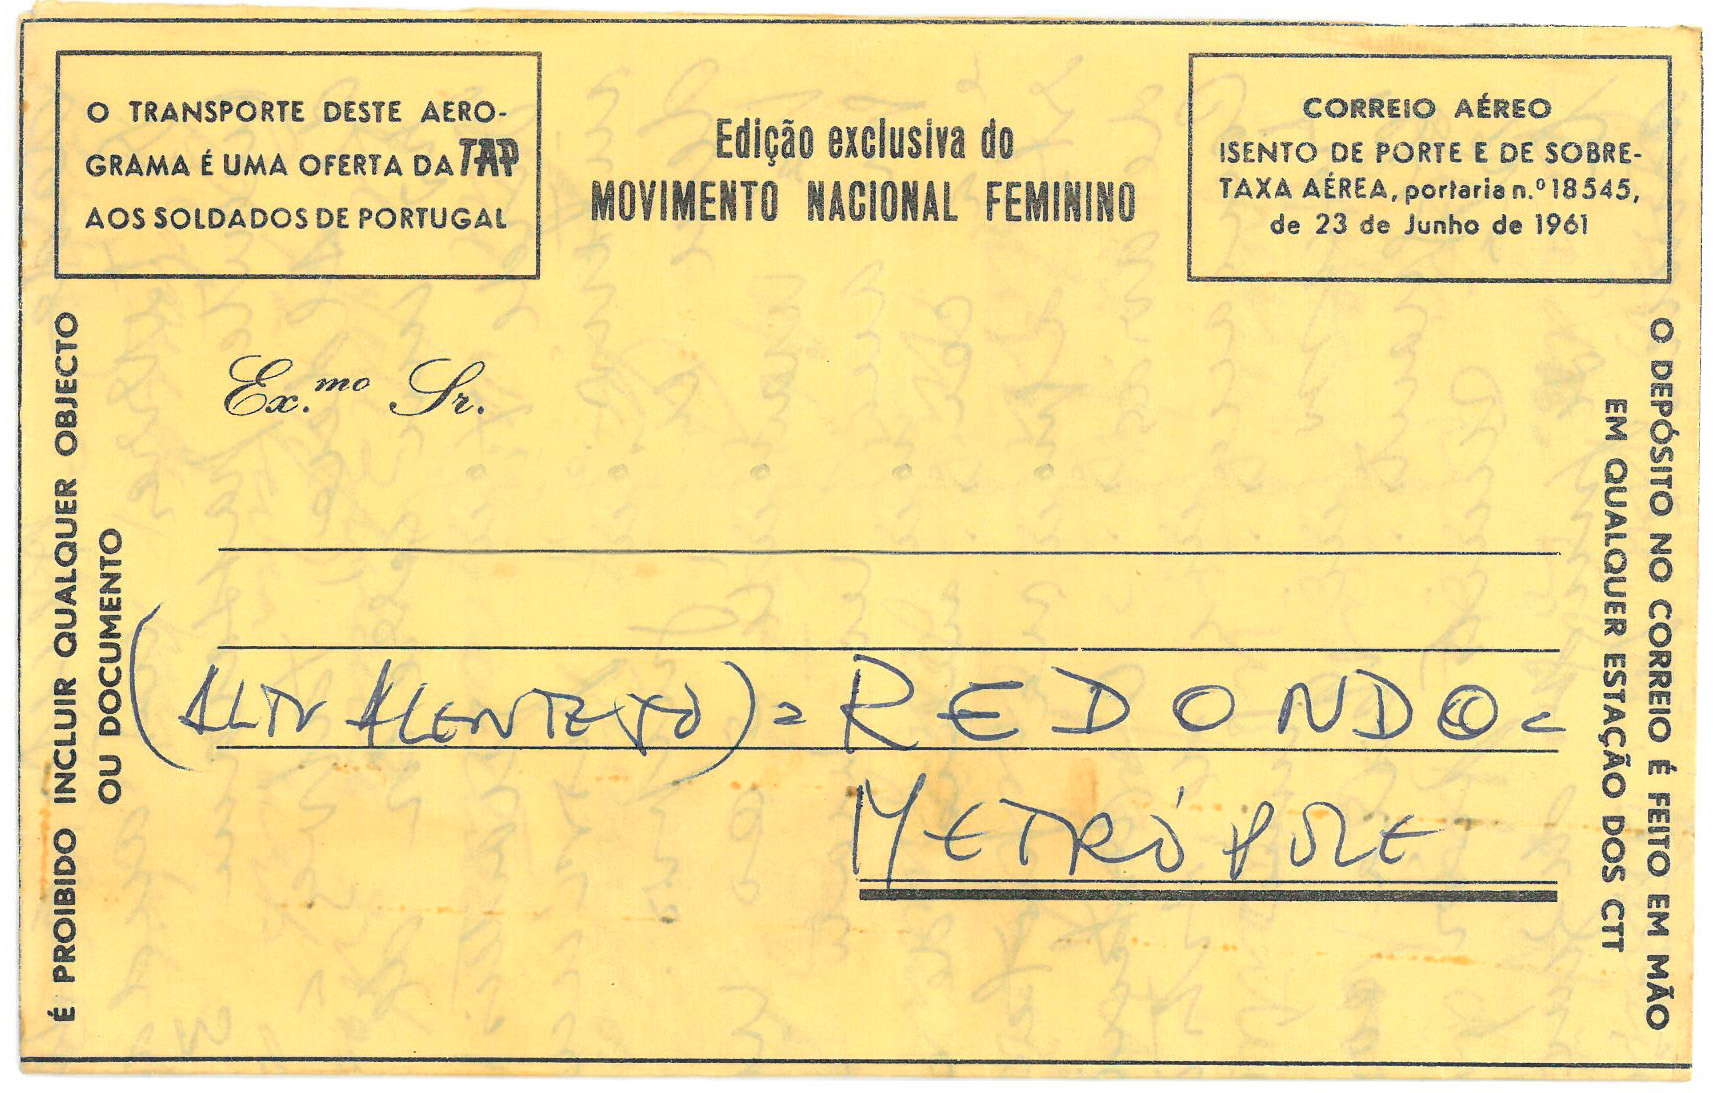 O TRANSPORTE DESTE AERO-
GRAMA É UMA OFERTA DA TAP
AOS SOLDADOS DE PORTUGAL
Edição exclusiva do
MOVIMENTO NACIONAL FEMININO
CORREIO AÉREO
ISENTO DE PORTE E DE SOBRE-
TAXA AÉREA, portaria n.º 18545,
de 23 de Junho de 1961
É PROIBIDO INCLUIR QUALQUER OBJECTO
OU DOCUMENTO
Ex.mo Sr.
(ALTO ALENTEJO) = REDONDO =
METRÓPOLE
O DEPÓSITO NO CORREIO É FEITO EM MÃO
EM QUALQUER ESTAÇÃO DOS CTT